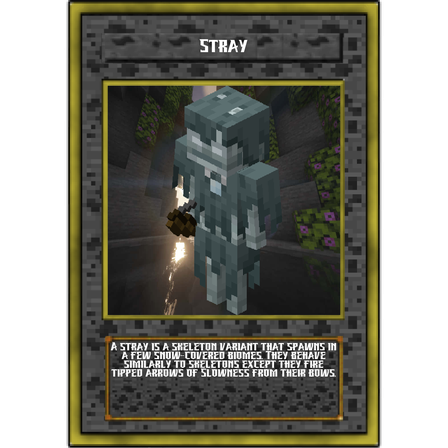 STRAY
A STRAY IS A SKELETON VARIANT THAT SPAWNS IN
A FEW SNOW-COVERED BIOMES. THEY BEHAVE
SIMILARLY TO SKELETONS EXCEPT THEY FIRE
TIPPED ARROWS OF SLOWNESS FROM THEIR BOWS.